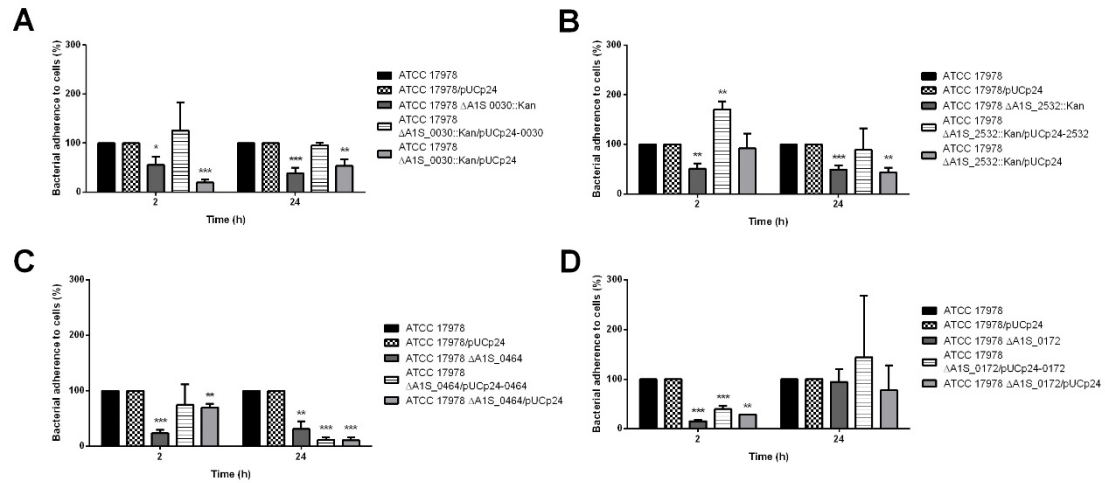 A
300
200
100
0
Bacterial adherence to cells (%)
* *** *** **
2 24
Time (h)
ATCC 17978
ATCC 17978/pUCp24
ATCC 17978 ΔA1S 0030::Kan
ATCC 17978
ΔA1S_0030::Kan/pUCp24-0030
ATCC 17978
ΔA1S_0030::Kan/pUCp24
B
300
200
100
0
Bacterial adherence to cells (%)
** ** *** **
2 24
Time (h)
ATCC 17978
ATCC 17978/pUCp24
ATCC 17978 ΔA1S_2532::Kan
ATCC 17978
ΔA1S_2532::Kan/pUCp24-2532
ATCC 17978
ΔA1S_2532::Kan/pUCp24
C
300
200
100
0
Bacterial adherence to cells (%)
*** ** ** *** ***
2 24
Time (h)
ATCC 17978
ATCC 17978/pUCp24
ATCC 17978 ΔA1S_0464
ATCC 17978
ΔA1S_0464/pUCp24-0464
ATCC 17978 ΔA1S_0464/pUCp24
D
300
200
100
0
Bacterial adherence to cells (%)
*** *** **
2 24
Time (h)
ATCC 17978
ATCC 17978/pUCp24
ATCC 17978 ΔA1S_0172
ATCC 17978
ΔA1S_0172/pUCp24-0172
ATCC 17978 ΔA1S_0172/pUCp24